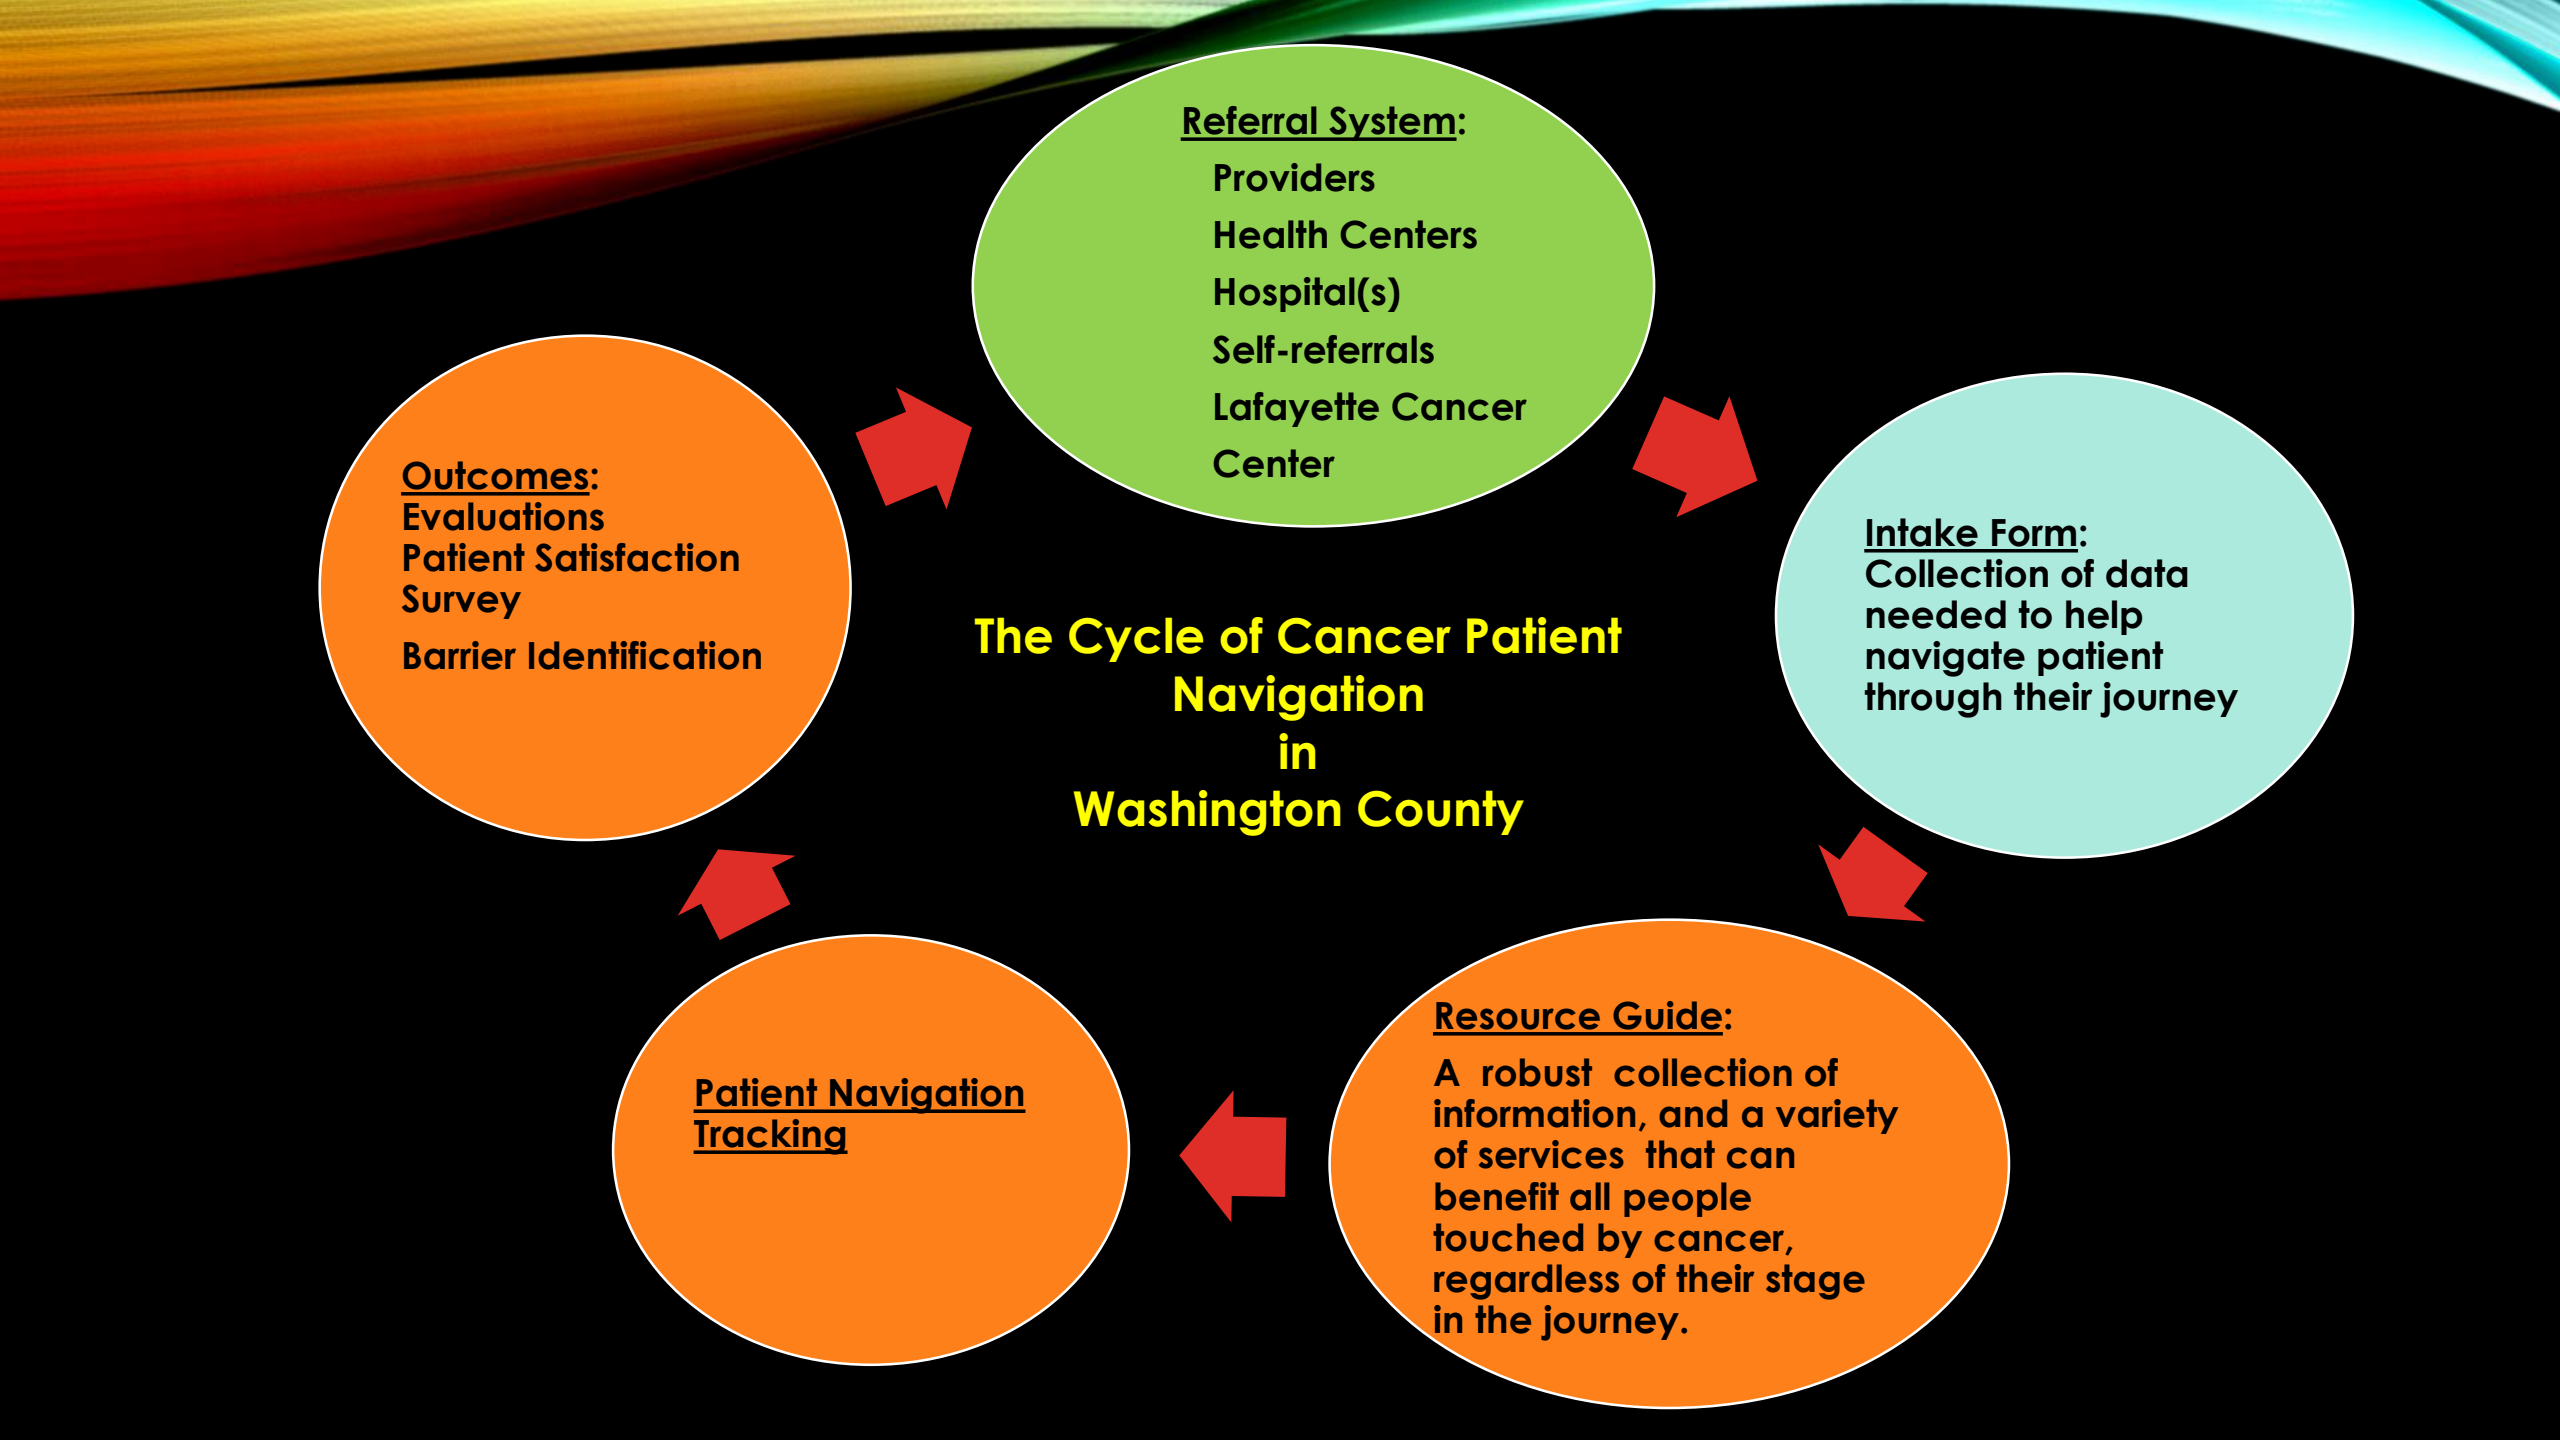 Referral System:
Providers
Health Centers
Hospital(s)
Self-referrals
Lafayette Cancer
Center
Intake Form:
Collection of data
needed to help
navigate patient
through their journey
Resource Guide:
A  robust  collection of
information, and a variety
of services  that can
benefit all people
touched by cancer,
regardless of their stage
in the journey.
Patient Navigation
Tracking
Outcomes:
Evaluations
Patient Satisfaction
Survey
Barrier Identification
The Cycle of Cancer Patient
Navigation
in
Washington County